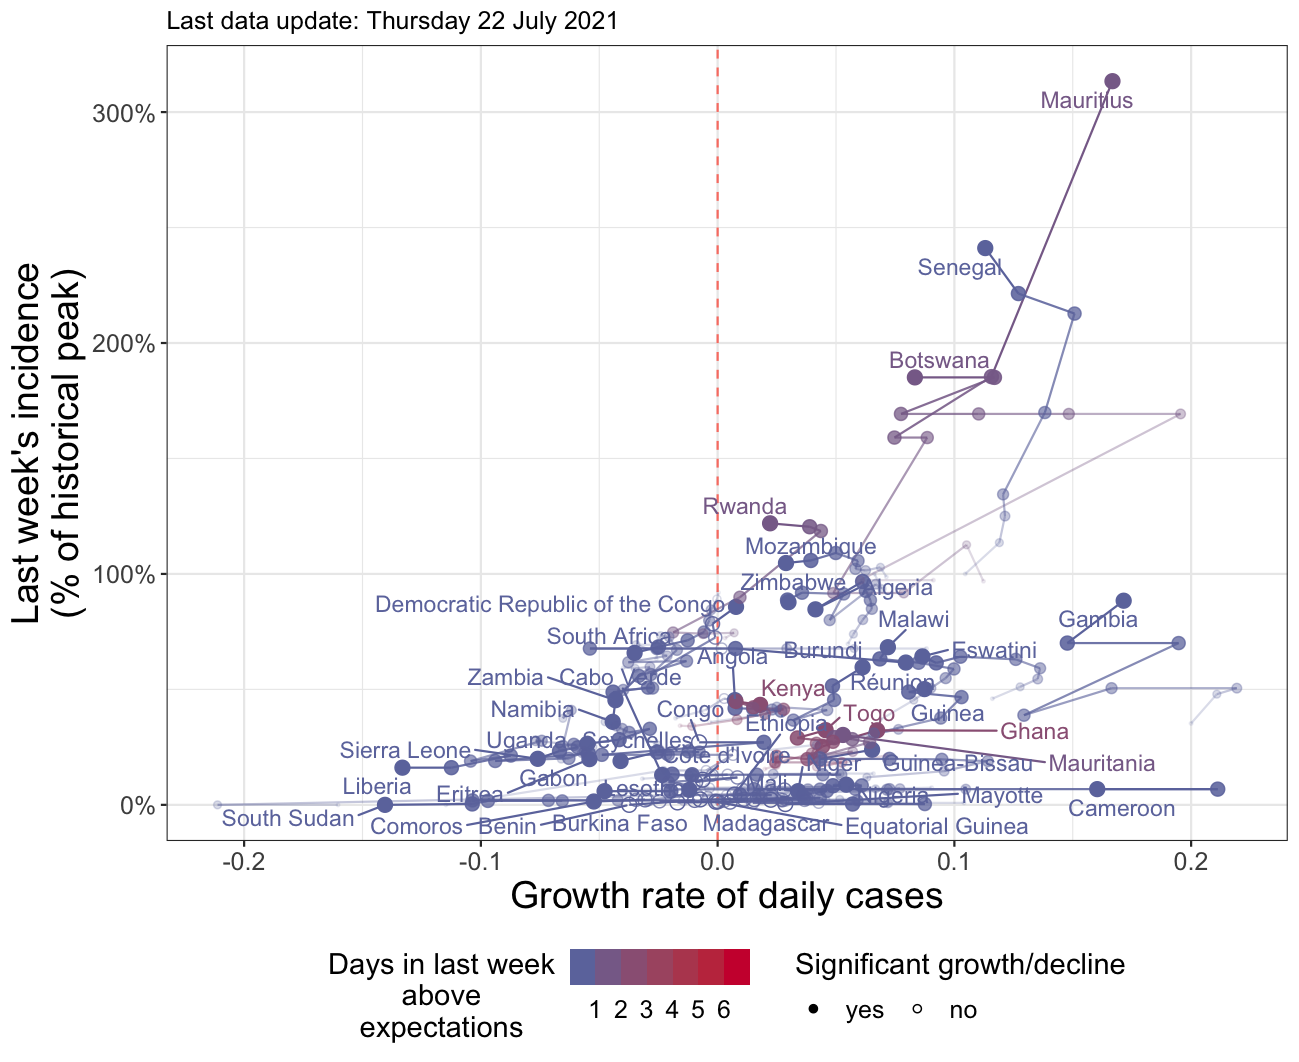 Last data update: Thursday 22 July 2021
Last week's incidence
(% of historical peak)
300%
200%
100%
0%
Mauritius
Senegal
Botswana
Rwanda
Mozambique
Zimbabwe
Algeria
Democratic Republic of the Congo
Gambia
Malawi
South Africa
Angola
Burundi
Eswatini
Zambia
Cabo Verde
Kenya
Réunion
Namibia
Congo
Ethiopia
Togo
Guinea
Ghana
Uganda
Seychelles
Sierra Leone
Côte d'Ivoire
Niger
Guinea-Bissau
Mauritania
Gabon
Liberia
Eritrea
Lesotho
Mali
Nigeria
Mayotte
Cameroon
South Sudan
Comoros
Benin
Burkina Faso
Madagascar
Equatorial Guinea
-0.2
-0.1
0.0
0.1
0.2
Growth rate of daily cases
Days in last week
above
expectations
1 2 3 4 5 6
Significant growth/decline
yes
no